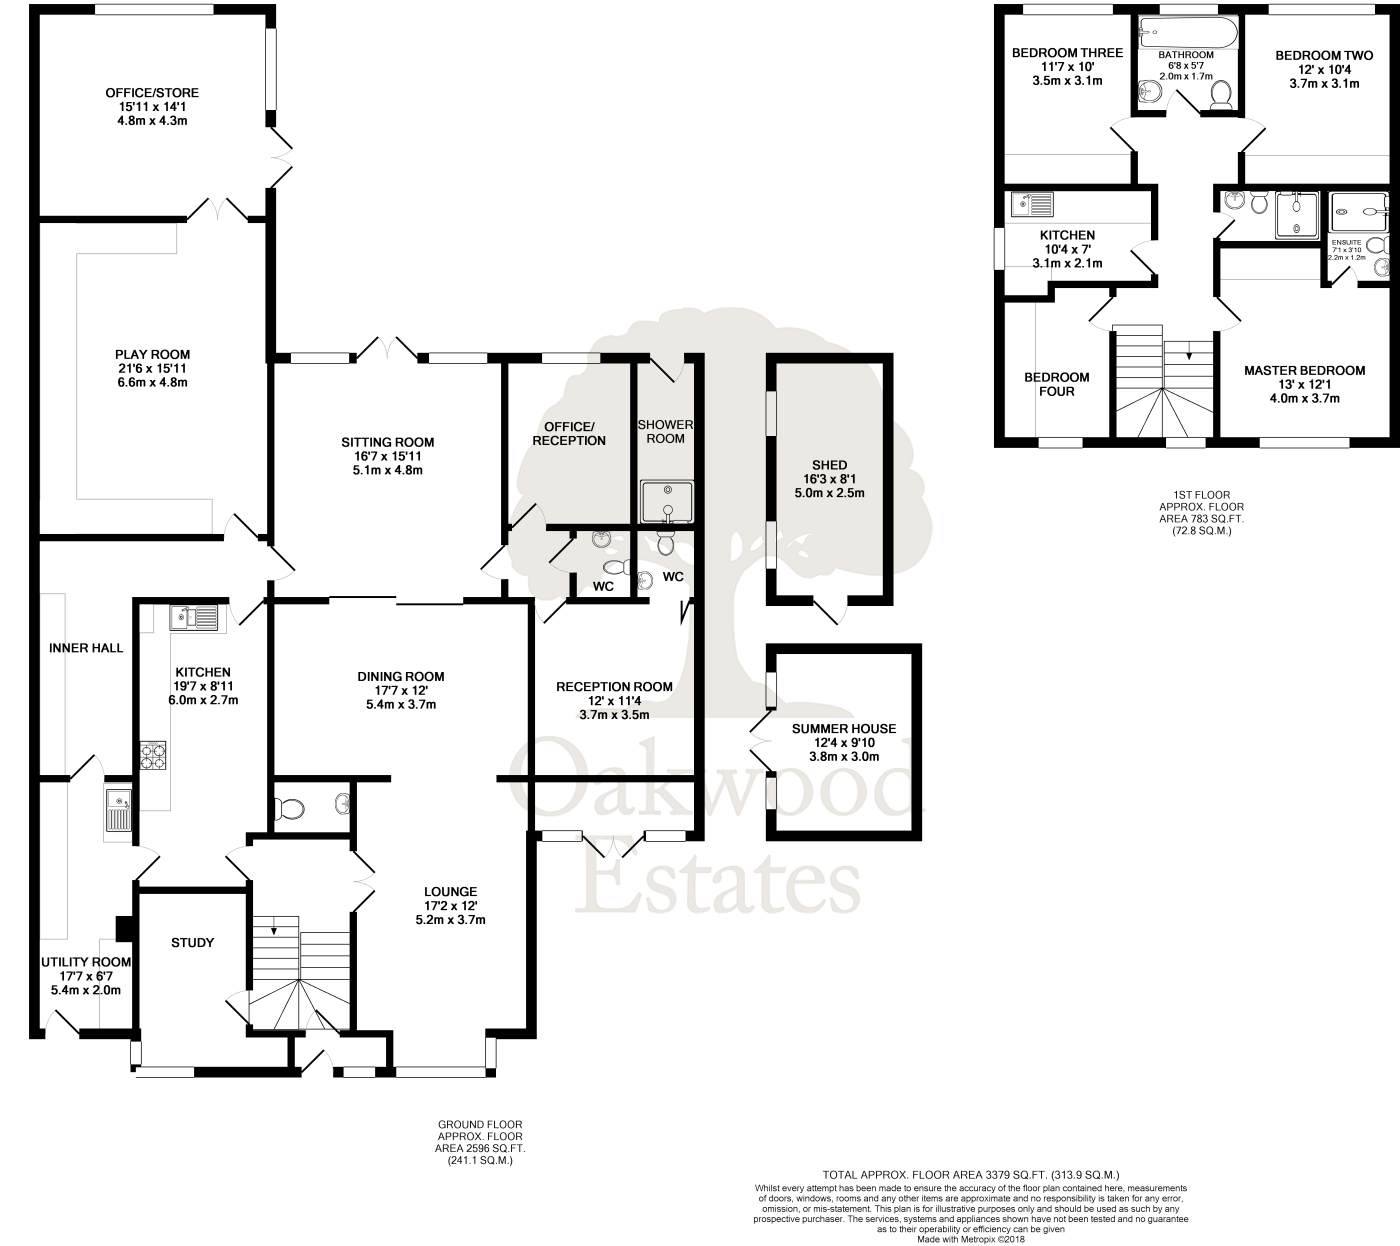 OFFICE/STORE
15'11 x 14'1
4.8m x 4.3m
PLAY ROOM
21'6 x 15'11
6.6m x 4.8m
SITTING ROOM
16'7 x 15'11
5.1m x 4.8m
OFFICE/
RECEPTION
SHOWER
ROOM
WC
WC
INNER HALL
KITCHEN
19'7 x 8'11
6.0m x 2.7m
DINING ROOM
17'7 x 12'
5.4m x 3.7m
RECEPTION ROOM
12' x 11'4
3.7m x 3.5m
LOUNGE
17'2 x 12'
5.2m x 3.7m
STUDY
UTILITY ROOM
17'7 x 6'7
5.4m x 2.0m
SHED
16'3 x 8'1
5.0m x 2.5m
SUMMER HOUSE
12'4 x 9'10
3.8m x 3.0m
Oakwood
Estates
GROUND FLOOR
APPROX. FLOOR
AREA 2596 SQ.FT.
(241.1 SQ.M.)
BEDROOM THREE
11'7 x 10'
3.5m x 3.1m
BATHROOM
6'8 x 5'7
2.0m x 1.7m
BEDROOM TWO
12' x 10'4
3.7m x 3.1m
KITCHEN
10'4 x 7'
3.1m x 2.1m
ENSUITE
7'1 x 3'10
2.2m x 1.2m
BEDROOM
FOUR
MASTER BEDROOM
13' x 12'1
4.0m x 3.7m
1ST FLOOR
APPROX. FLOOR
AREA 783 SQ.FT.
(72.8 SQ.M.)
TOTAL APPROX. FLOOR AREA 3379 SQ.FT. (313.9 SQ.M.)
Whilst every attempt has been made to ensure the accuracy of the floor plan contained here, measurements
of doors, windows, rooms and any other items are approximate and no responsibility is taken for any error,
omission, or mis-statement. This plan is for illustrative purposes only and should be used as such by any
prospective purchaser. The services, systems and appliances shown have not been tested and no guarantee
as to their operability or efficiency can be given
Made with Metropix ©2018